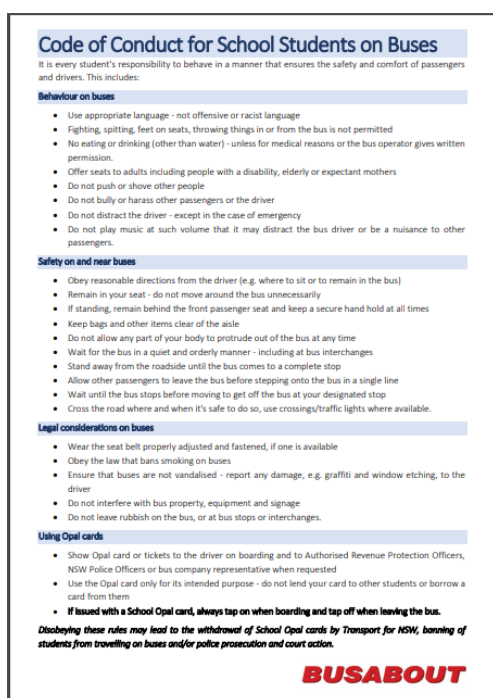 Code of Conduct for School Students on Buses
It is every student's responsibility to behave in a manner that ensures the safety and comfort of passengers
and drivers. This includes:
Behaviour on buses
• Use appropriate language - not offensive or racist language
• Fighting, spitting, feet on seats, throwing things in or from the bus is not permitted
• No eating or drinking (other than water) - unless for medical reasons or the bus operator gives written
permission.
• Offer seats to adults including people with a disability, elderly or expectant mothers
• Do not push or shove other people
• Do not bully or harass other passengers or the driver
• Do not distract the driver - except in the case of emergency
• Do not play music at such volume that it may distract the bus driver or be a nuisance to other
passengers.
Safety on and near buses
• Obey reasonable directions from the driver (e.g. where to sit or to remain in the bus)
• Remain in your seat - do not move around the bus unnecessarily
• If standing, remain behind the front passenger seat and keep a secure hand hold at all times
• Keep bags and other items clear of the aisle
• Do not allow any part of your body to protrude out of the bus at any time
• Wait for the bus in a quiet and orderly manner - including at bus interchanges
• Stand away from the roadside until the bus comes to a complete stop
• Allow other passengers to leave the bus before stepping onto the bus in a single line
• Wait until the bus stops before moving to get off the bus at your designated stop
• Cross the road where and when it's safe to do so, use crossings/traffic lights where available.
Legal considerations on buses
• Wear the seat belt properly adjusted and fastened, if one is available
• Obey the law that bans smoking on buses
• Ensure that buses are not vandalised - report any damage, e.g. graffiti and window etching, to the
driver
• Do not interfere with bus property, equipment and signage
• Do not leave rubbish on the bus, or at bus stops or interchanges.
Using Opal cards
• Show Opal card or tickets to the driver on boarding and to Authorised Revenue Protection Officers,
NSW Police Officers or bus company representative when requested
• Use the Opal card only for its intended purpose - do not lend your card to other students or borrow a
card from them
• If issued with a School Opal card, always tap on when boarding and tap off when leaving the bus.
Disobeying these rules may lead to the withdrawal of School Opal cards by Transport for NSW, banning of
students from travelling on buses and/or police prosecution and court action.
BUSABOUT